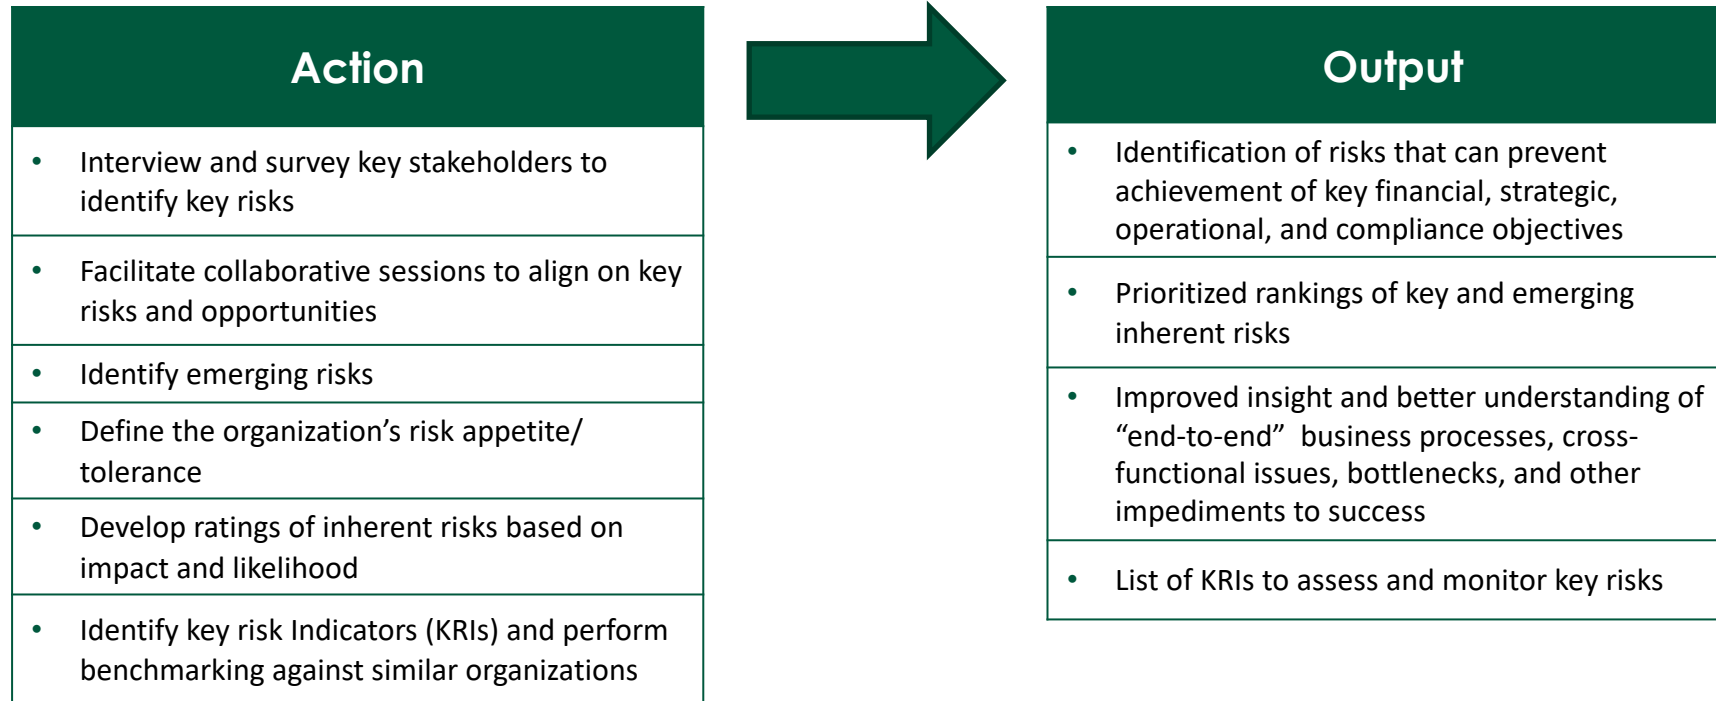 Action
• Interview and survey key stakeholders to
identify key risks
• Facilitate collaborative sessions to align on key
risks and opportunities
• Identify emerging risks
• Define the organization’s risk appetite/
tolerance
• Develop ratings of inherent risks based on
impact and likelihood
• Identify key risk Indicators (KRIs) and perform
benchmarking against similar organizations
Output
• Identification of risks that can prevent
achievement of key financial, strategic,
operational, and compliance objectives
• Prioritized rankings of key and emerging
inherent risks
• Improved insight and better understanding of
“end-to-end”  business processes, cross-
functional issues, bottlenecks, and other
impediments to success
• List of KRIs to assess and monitor key risks